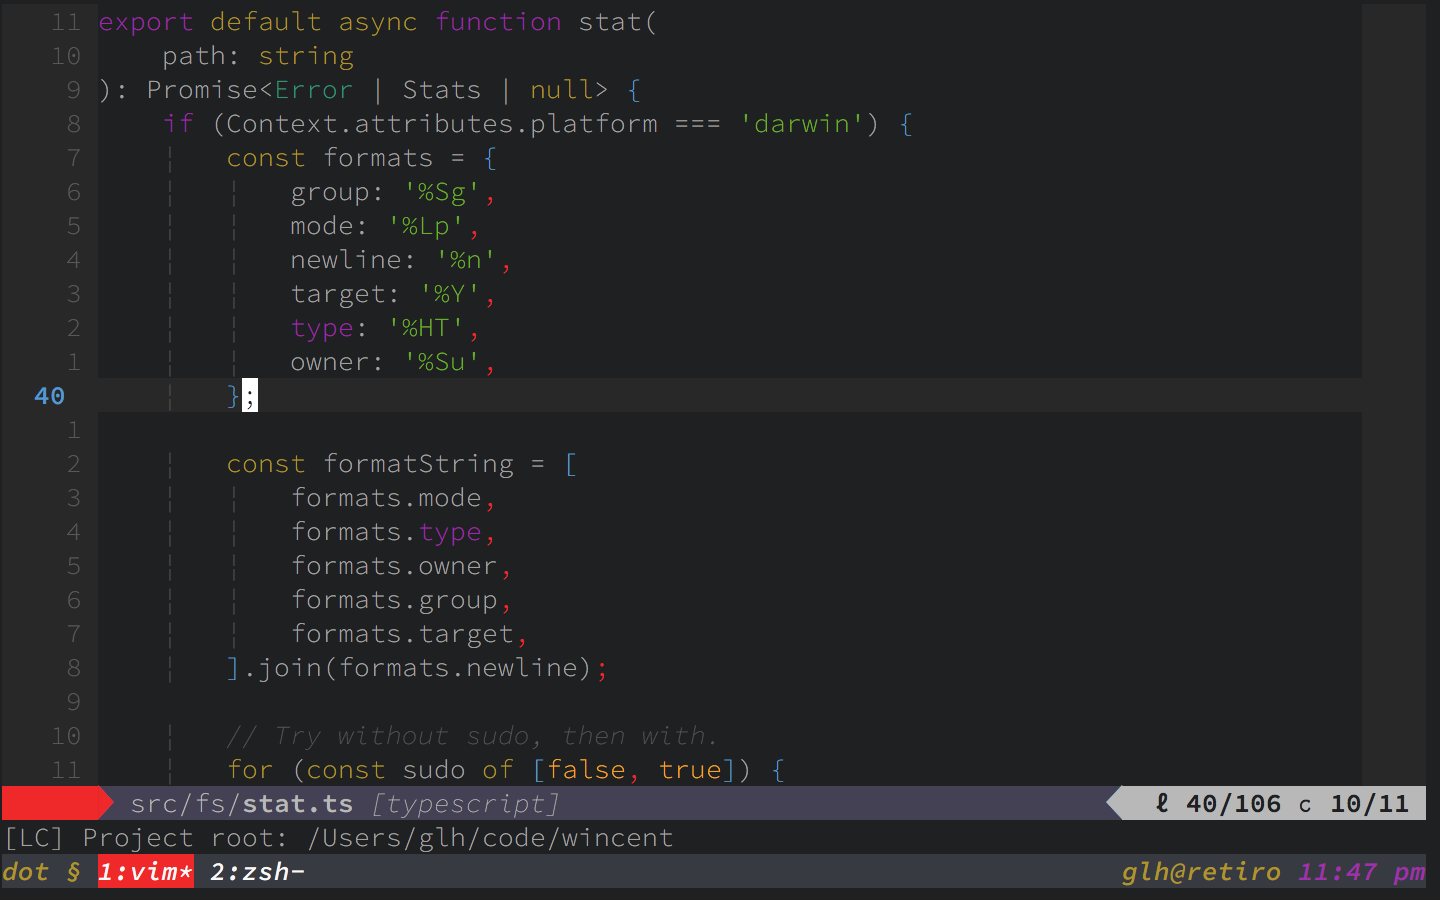 11 export default async function stat(
10     path: string
9 ): Promise<Error | Stats | null> {
8     if (Context.attributes.platform === 'darwin') {
7     ¦   const formats = {
6     ¦   ¦   group: '%Sg',
5     ¦   ¦   mode: '%Lp',
4     ¦   ¦   newline: '%n',
3     ¦   ¦   target: '%Y',
2     ¦   ¦   type: '%HT',
1     ¦   ¦   owner: '%Su',
40     ¦   };
1
2     ¦   const formatString = [
3     ¦   ¦   formats.mode,
4     ¦   ¦   formats.type,
5     ¦   ¦   formats.owner,
6     ¦   ¦   formats.group,
7     ¦   ¦   formats.target,
8     ¦   ].join(formats.newline);
9
10     ¦   // Try without sudo, then with.
11     ¦   for (const sudo of [false, true]) {
src/fs/stat.ts [typescript] ℓ 40/106 c 10/11
[LC] Project root: /Users/glh/code/wincent
dot § 1:vim* 2:zsh- glh@retiro 11:47 pm